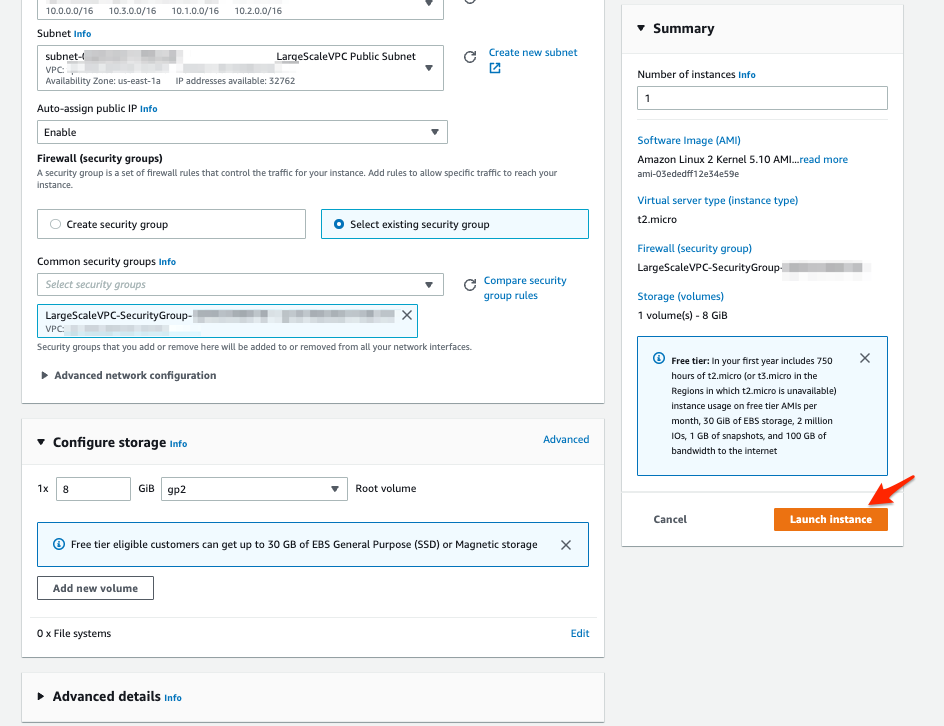 10.0.0.0/16 10.3.0.0/16 10.1.0.0/16 10.2.0.0/16
Subnet Info
subnet- LargeScaleVPC Public Subnet
VPC:
Availability Zone: us-east-1a IP addresses available: 32762
Create new subnet
Auto-assign public IP Info
Enable
Firewall (security groups)
A security group is a set of firewall rules that control the traffic for your instance. Add rules to allow specific traffic to reach your
instance.
Create security group
Select existing security group
Common security groups Info
Select security groups
Compare security
group rules
LargeScaleVPC-SecurityGroup-
VPC:
Security groups that you add or remove here will be added to or removed from all your network interfaces.
Advanced network configuration
Configure storage Info
Advanced
1x 8 GiB gp2 Root volume
Free tier eligible customers can get up to 30 GB of EBS General Purpose (SSD) or Magnetic storage
Add new volume
0 x File systems Edit
Advanced details Info
Summary
Number of instances Info
1
Software Image (AMI)
Amazon Linux 2 Kernel 5.10 AMI...read more
ami-03ededff12e34e59e
Virtual server type (instance type)
t2.micro
Firewall (security group)
LargeScaleVPC-SecurityGroup-
Storage (volumes)
1 volume(s) - 8 GiB
Free tier: In your first year includes 750
hours of t2.micro (or t3.micro in the
Regions in which t2.micro is unavailable)
instance usage on free tier AMIs per
month, 30 GiB of EBS storage, 2 million
IOs, 1 GB of snapshots, and 100 GB of
bandwidth to the internet
Cancel
Launch instance